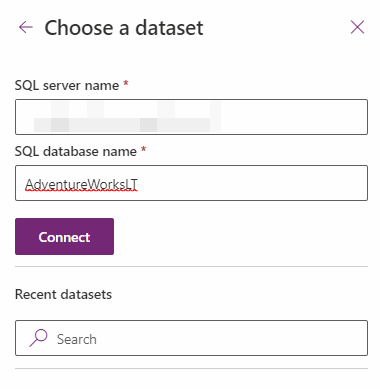 Choose a dataset
SQL server name *
SQL database name *
AdventureWorksLT
Connect
Recent datasets
Search